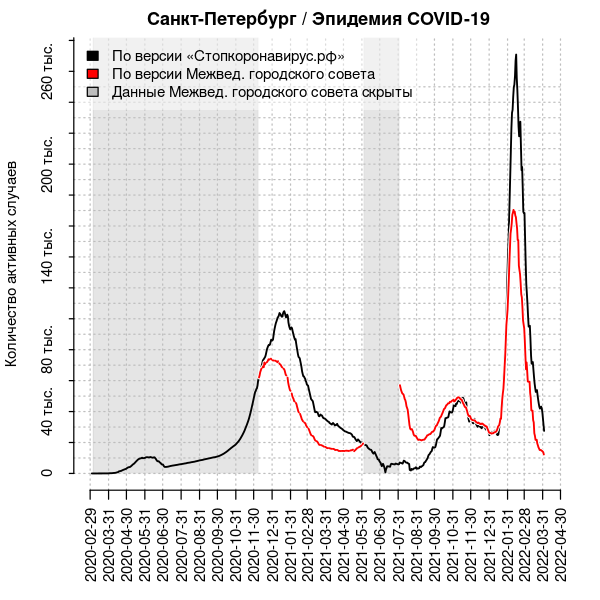 Санкт-Петербург / Эпидемия COVID-19
По версии «Стопкоронавирус.рф»
По версии Межвед. городского совета
Данные Межвед. городского совета скрыты
Количество активных случаев
260 тыс.
200 тыс.
140 тыс.
80 тыс.
40 тыс.
0
2020-02-29
2020-03-31
2020-04-30
2020-05-31
2020-06-30
2020-07-31
2020-08-31
2020-09-30
2020-10-31
2020-11-30
2020-12-31
2021-01-31
2021-02-28
2021-03-31
2021-04-30
2021-05-31
2021-06-30
2021-07-31
2021-08-31
2021-09-30
2021-10-31
2021-11-30
2021-12-31
2022-01-31
2022-02-28
2022-03-31
2022-04-30